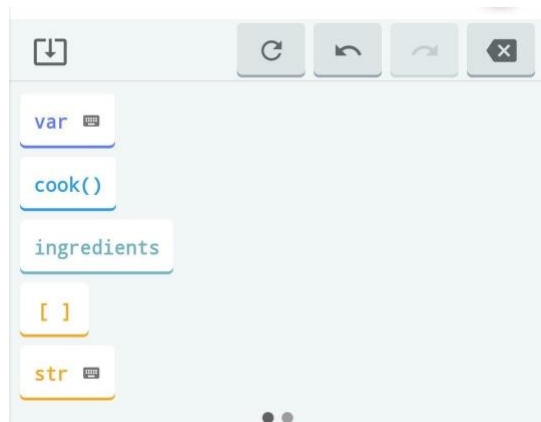 var
cook()
ingredients
[ ]
str